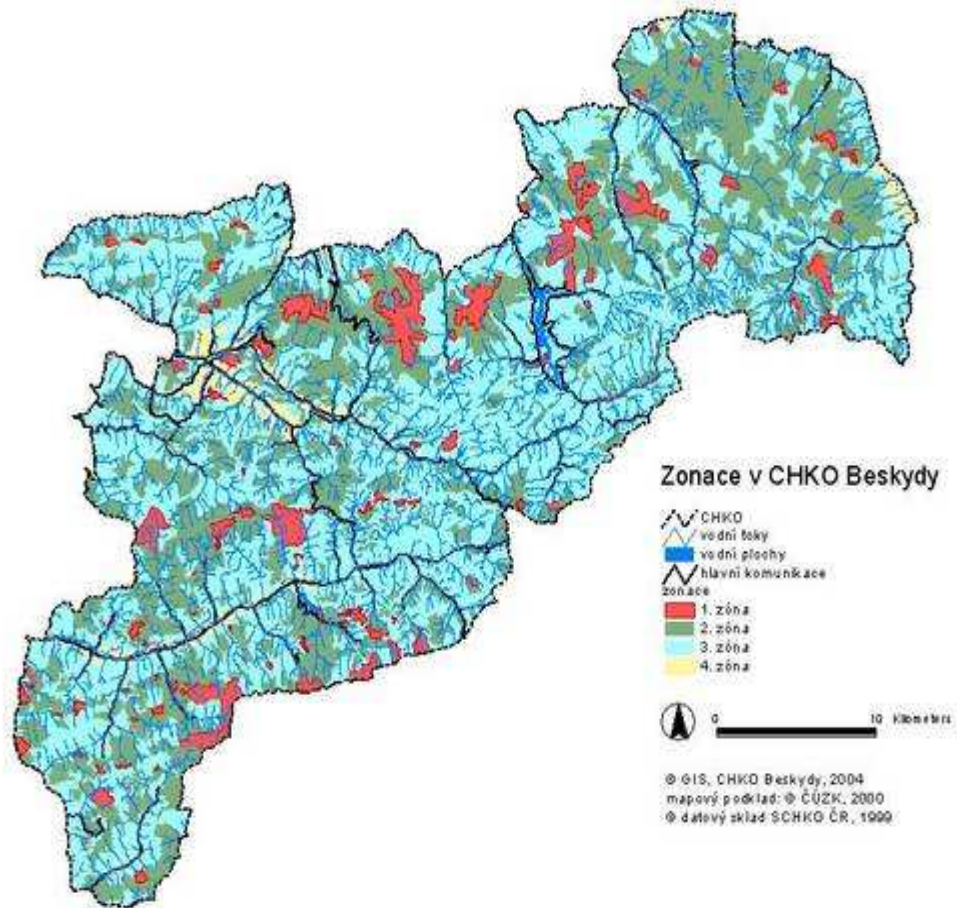 Zonace v CHKO Beskydy
CHKO
vodní toky
vodní plochy
hlavní komunikace
zonace
1. zóna
2. zóna
3. zóna
4. zóna
0 10 Kilometers
© GIS, CHKO Beskydy, 2004
mapový podklad: © ČÚZK, 2000
© datový sklad SCHKO ČR, 1999